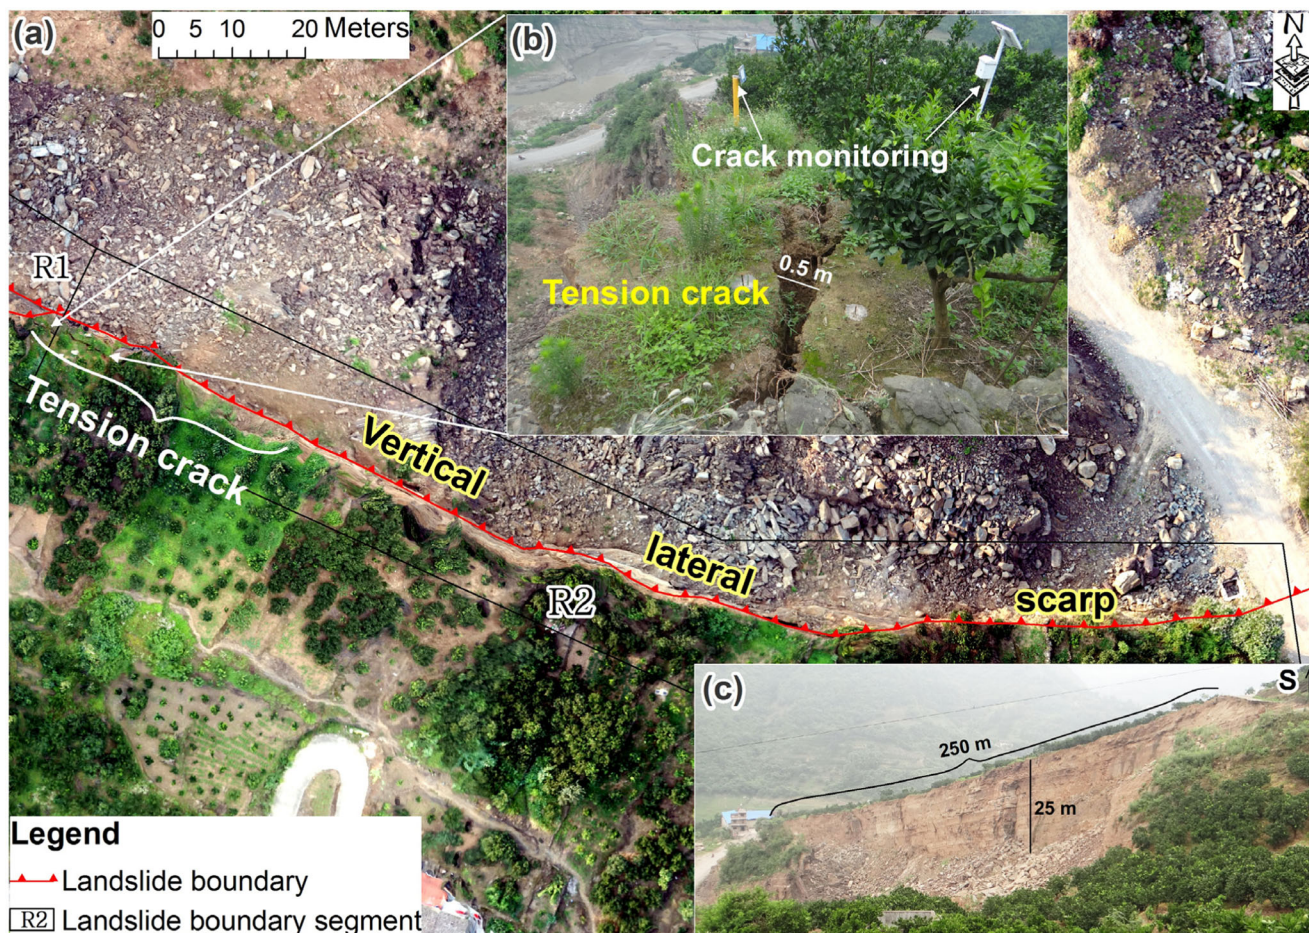 (a)
0 5 10 20 Meters
(b)
N
Crack monitoring
0.5 m
Tension crack
R1
Tension crack
Vertical
lateral
scarp
R2
(c)
S
250 m
25 m
Legend
Landslide boundary
R2 Landslide boundary segment